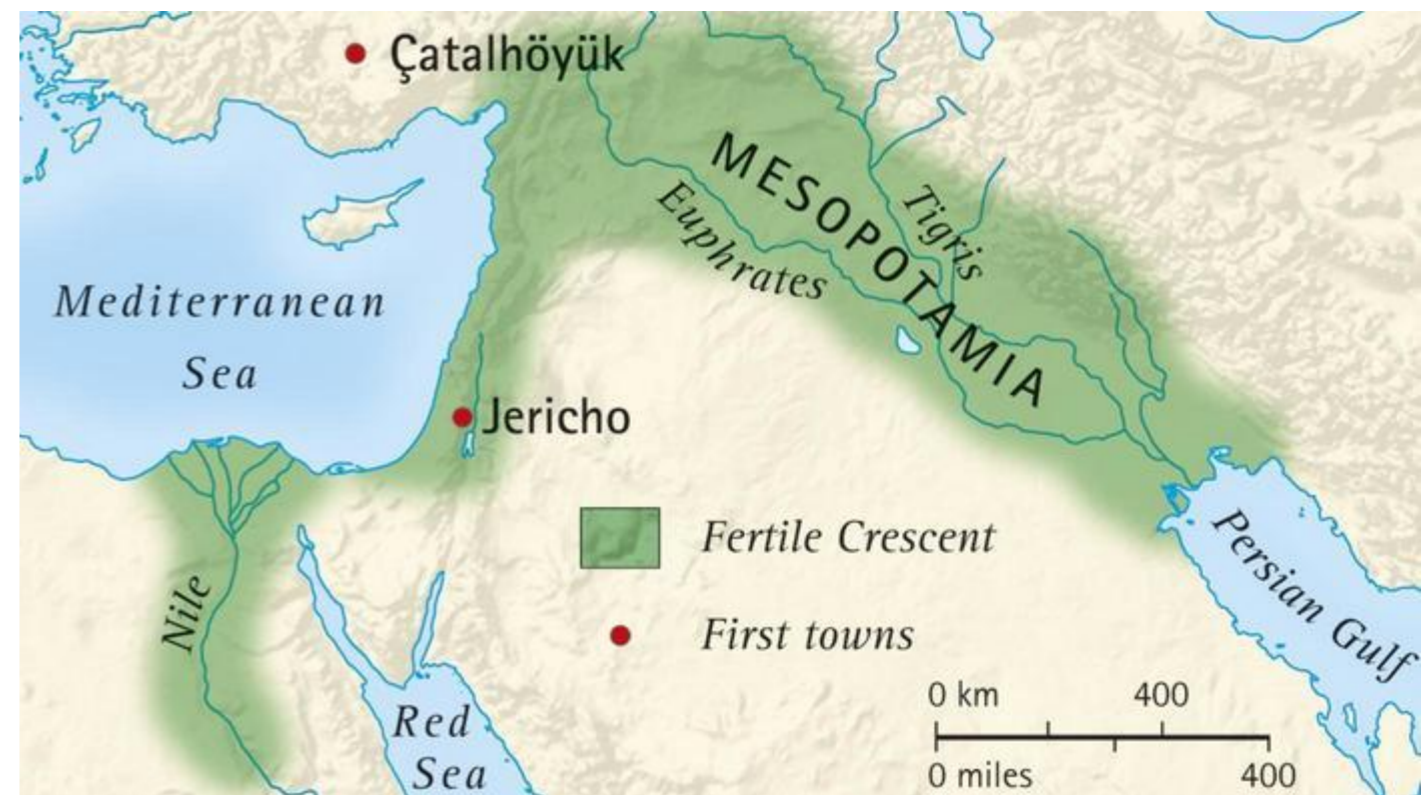 Çatalhöyük
MESOPOTAMIA
Tigris
Euphrates
Mediterranean
Sea
Jericho
Fertile Crescent
Nile
First towns
Persian Gulf
Red
Sea
0 km 400
0 miles 400